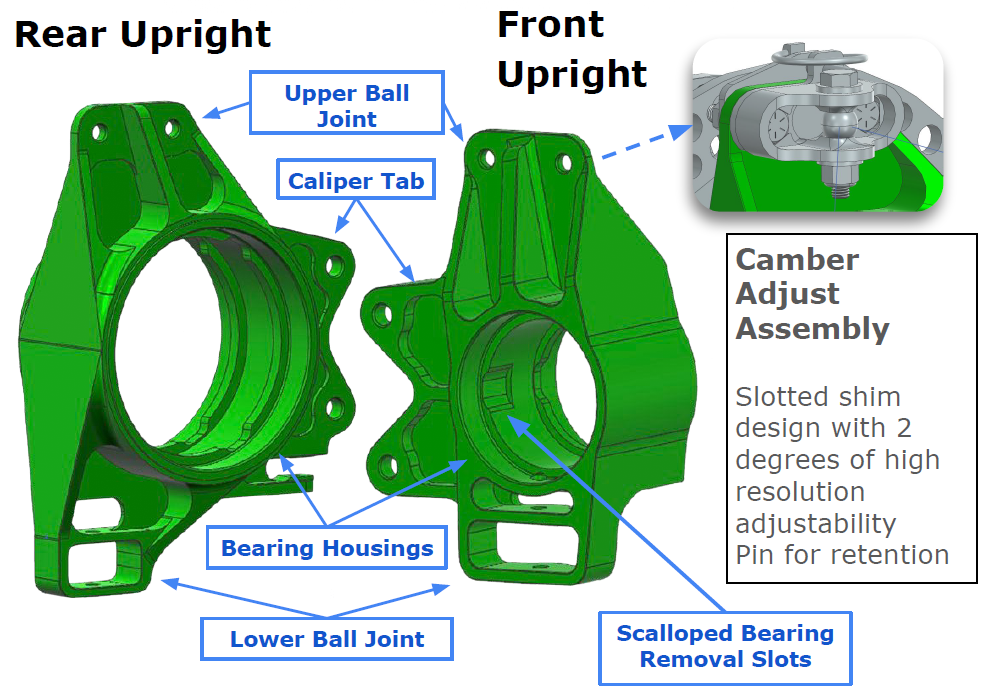 Rear Upright
Front
Upright
Upper Ball
Joint
Caliper Tab
Camber
Adjust
Assembly
Slotted shim
design with 2
degrees of high
resolution
adjustability
Pin for retention
Bearing Housings
Lower Ball Joint
Scalloped Bearing
Removal Slots